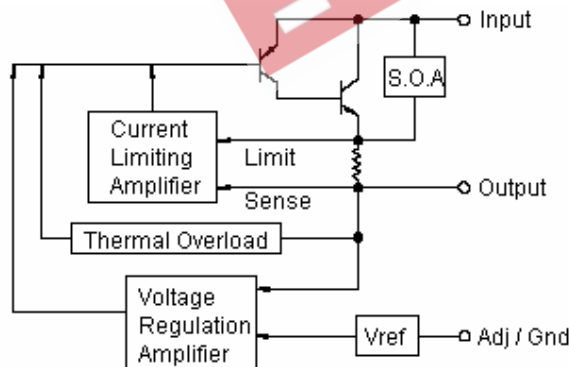 Input
S.O.A
Current
Limiting
Amplifier
Limit
Sense
Output
Thermal Overload
Voltage
Regulation
Amplifier
Vref
Adj / Gnd